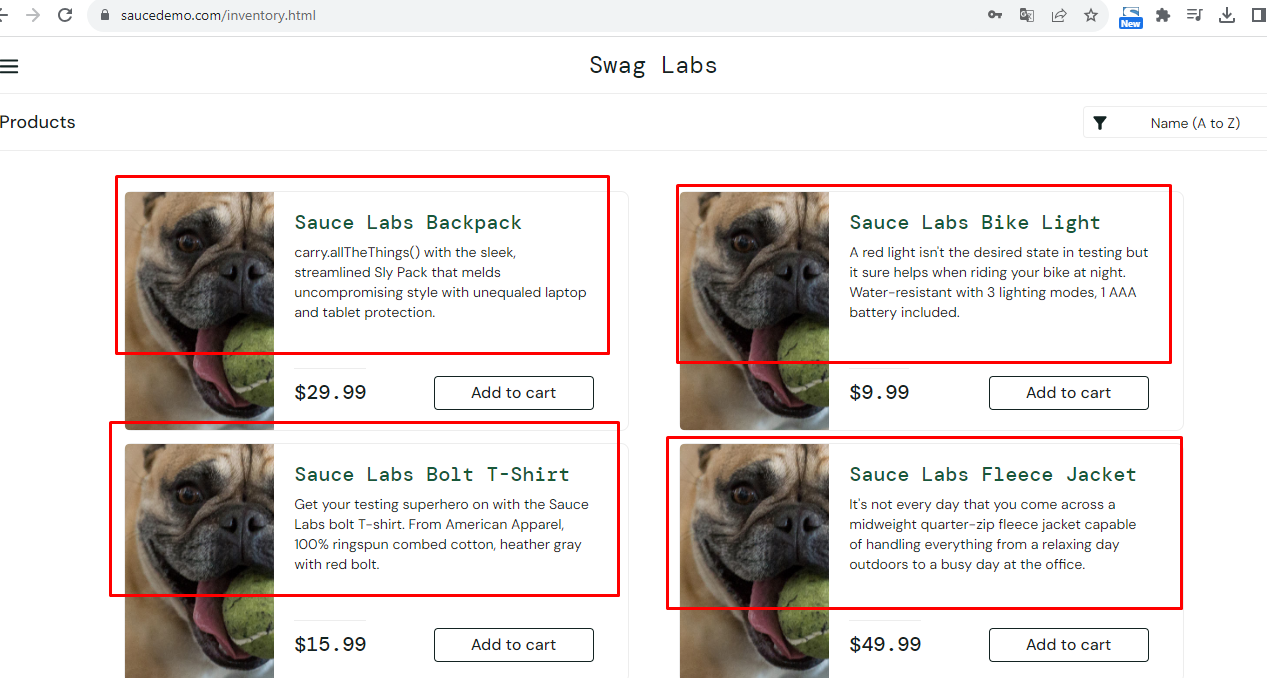 saucedemo.com/inventory.html
New
Swag Labs
Products
Name (A to Z)
Sauce Labs Backpack
carry.allTheThings() with the sleek,
streamlined Sly Pack that melds
uncompromising style with unequaled laptop
and tablet protection.
$29.99
Add to cart
Sauce Labs Bike Light
A red light isn't the desired state in testing but
it sure helps when riding your bike at night.
Water-resistant with 3 lighting modes, 1 AAA
battery included.
$9.99
Add to cart
Sauce Labs Bolt T-Shirt
Get your testing superhero on with the Sauce
Labs bolt T-shirt. From American Apparel,
100% ringspun combed cotton, heather gray
with red bolt.
$15.99
Add to cart
Sauce Labs Fleece Jacket
It's not every day that you come across a
midweight quarter-zip fleece jacket capable
of handling everything from a relaxing day
outdoors to a busy day at the office.
$49.99
Add to cart